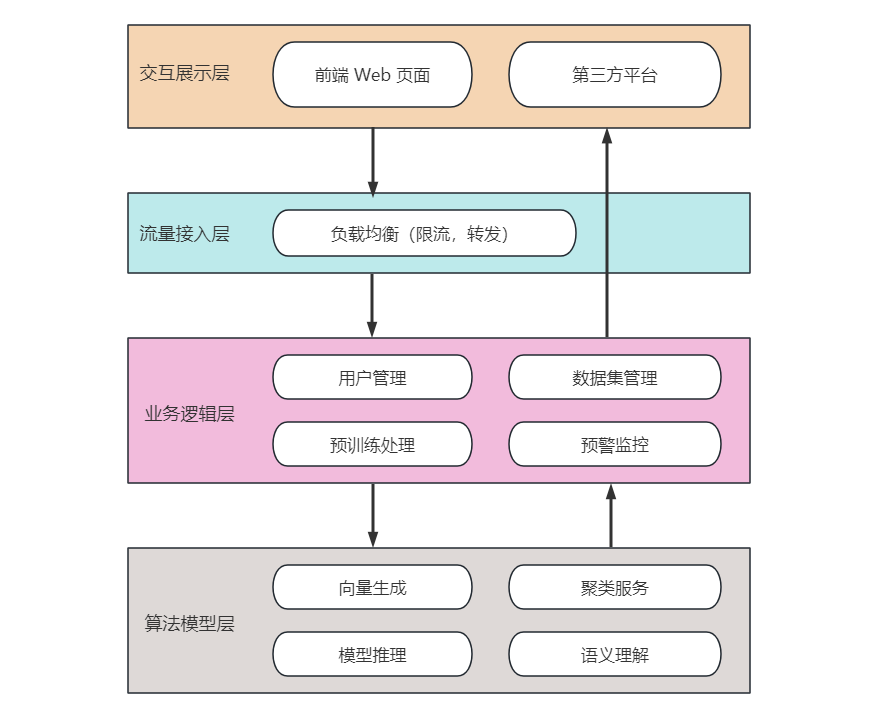 交互展示层
前端 Web 页面
第三方平台
流量接入层
负载均衡（限流，转发）
业务逻辑层
用户管理
数据集管理
预训练处理
预警监控
算法模型层
向量生成
聚类服务
模型推理
语义理解